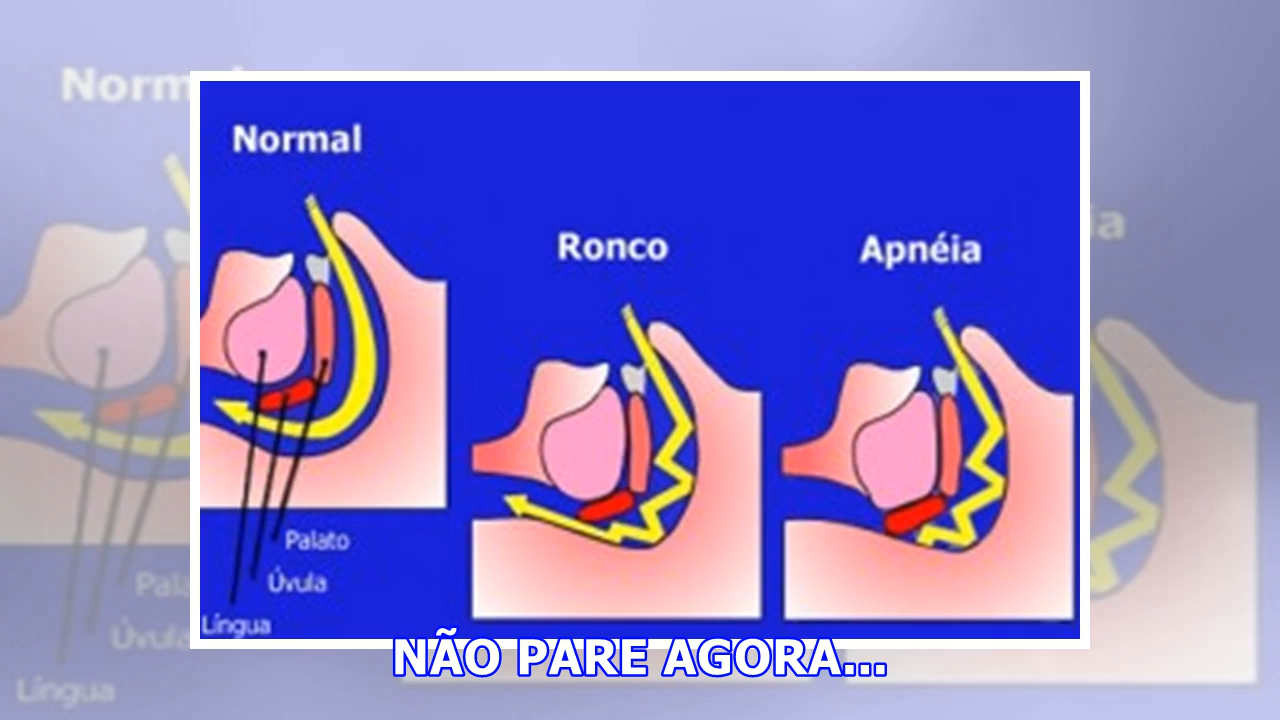 Normal
Ronco
Apnéia
Palato
Úvula
Língua
NÃO PARE AGORA...